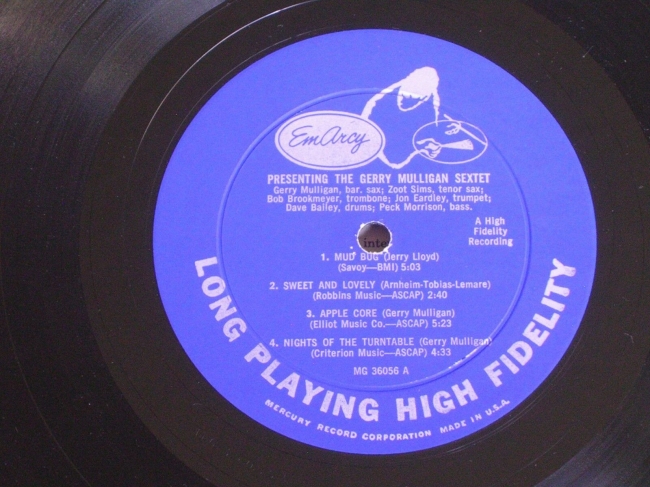 EmArcy
PRESENTING THE GERRY MULLIGAN SEXTET
Gerry Mulligan, bar. sax; Zoot Sims, tenor sax;
Bob Brookmeyer, trombone; Jon Eardley, trumpet;
Dave Bailey, drums; Peck Morrison, bass.
A High
Fidelity
Recording
inte
1. MUD BUG (Jerry Lloyd)
(Savoy—BMI) 5:03
2. SWEET AND LOVELY (Arnheim-Tobias-Lemare)
(Robbins Music—ASCAP) 2:40
3. APPLE CORE (Gerry Mulligan)
(Elliot Music Co.—ASCAP) 5:23
4. NIGHTS OF THE TURNTABLE (Gerry Mulligan)
(Criterion Music—ASCAP) 4:33
MG 36056 A
LONG PLAYING HIGH FIDELITY
MERCURY RECORD CORPORATION MADE IN U.S.A.